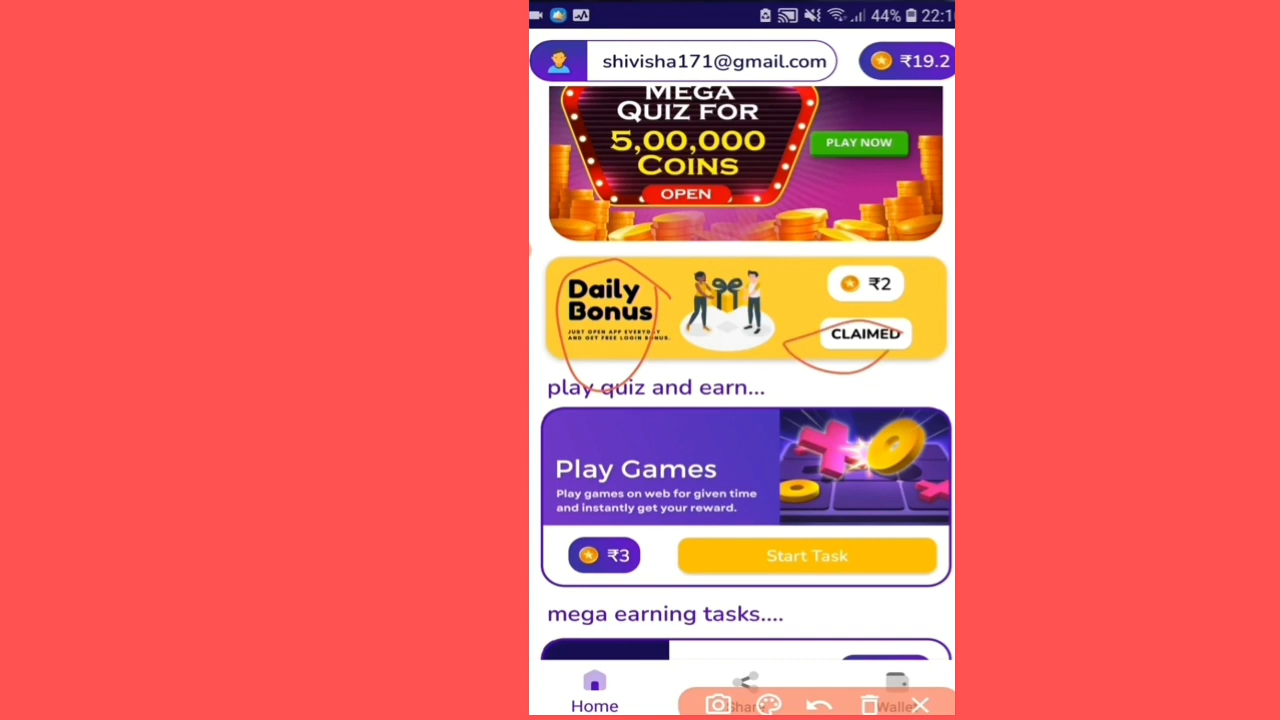 44% 22:1
shivisha171@gmail.com
₹19.2
MEGA
QUIZ FOR
5,00,000
COINS
OPEN
PLAY NOW
Daily
Bonus
JUST OPEN APP EVERYDAY
AND GET FREE LOGIN BONUS.
₹2
CLAIMED
play quiz and earn...
Play Games
Play games on web for given time
and instantly get your reward.
₹3
Start Task
mega earning tasks....
Home
Share
Wallet